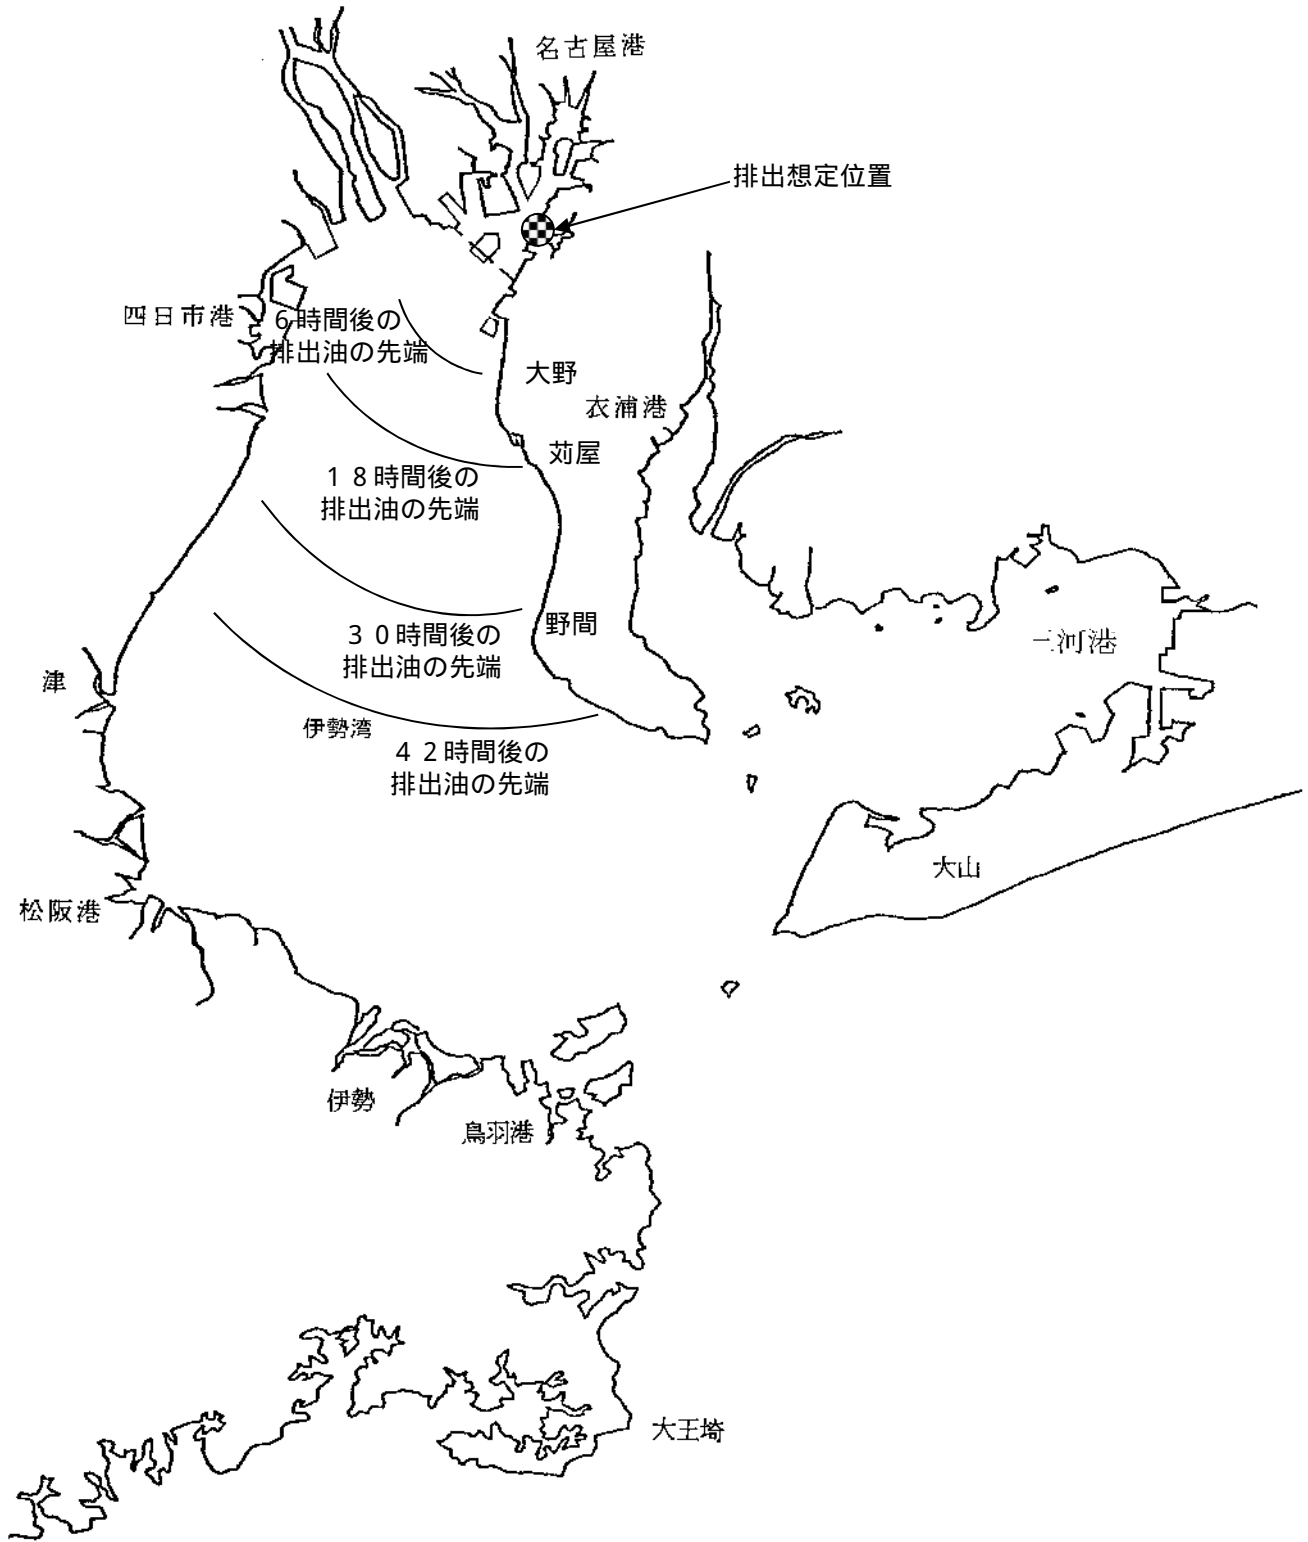 名古屋港
排出想定位置
四日市港
6時間後の
排出油の先端
大野
衣浦港
苅屋
18時間後の
排出油の先端
野間
30時間後の
排出油の先端
三河港
津
伊勢湾
42時間後の
排出油の先端
大山
松阪港
伊勢
鳥羽港
大王埼